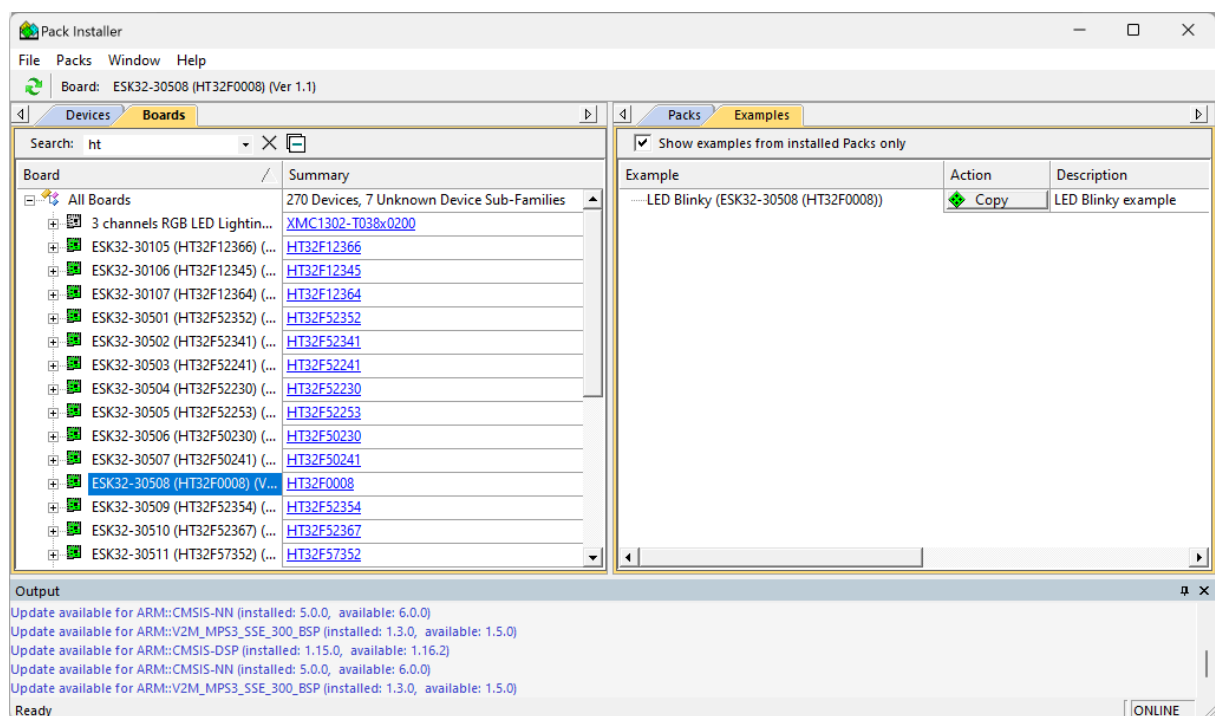 Pack Installer
File Packs Window Help
Board: ESK32-30508 (HT32F0008) (Ver 1.1)
Devices Boards
Search: ht
Board Summary
All Boards 270 Devices, 7 Unknown Device Sub-Families
3 channels RGB LED Lightin... XMC1302-T038x0200
ESK32-30105 (HT32F12366) (... HT32F12366
ESK32-30106 (HT32F12345) (... HT32F12345
ESK32-30107 (HT32F12364) (... HT32F12364
ESK32-30501 (HT32F52352) (... HT32F52352
ESK32-30502 (HT32F52341) (... HT32F52341
ESK32-30503 (HT32F52241) (... HT32F52241
ESK32-30504 (HT32F52230) (... HT32F52230
ESK32-30505 (HT32F52253) (... HT32F52253
ESK32-30506 (HT32F50230) (... HT32F50230
ESK32-30507 (HT32F50241) (... HT32F50241
ESK32-30508 (HT32F0008) (V... HT32F0008
ESK32-30509 (HT32F52354) (... HT32F52354
ESK32-30510 (HT32F52367) (... HT32F52367
ESK32-30511 (HT32F57352) (... HT32F57352
Packs Examples
Show examples from installed Packs only
Example Action Description
LED Blinky (ESK32-30508 (HT32F0008)) Copy LED Blinky example
Output
Update available for ARM::CMSIS-NN (installed: 5.0.0, available: 6.0.0)
Update available for ARM::V2M_MPS3_SSE_300_BSP (installed: 1.3.0, available: 1.5.0)
Update available for ARM::CMSIS-DSP (installed: 1.15.0, available: 1.16.2)
Update available for ARM::CMSIS-NN (installed: 5.0.0, available: 6.0.0)
Update available for ARM::V2M_MPS3_SSE_300_BSP (installed: 1.3.0, available: 1.5.0)
Ready ONLINE